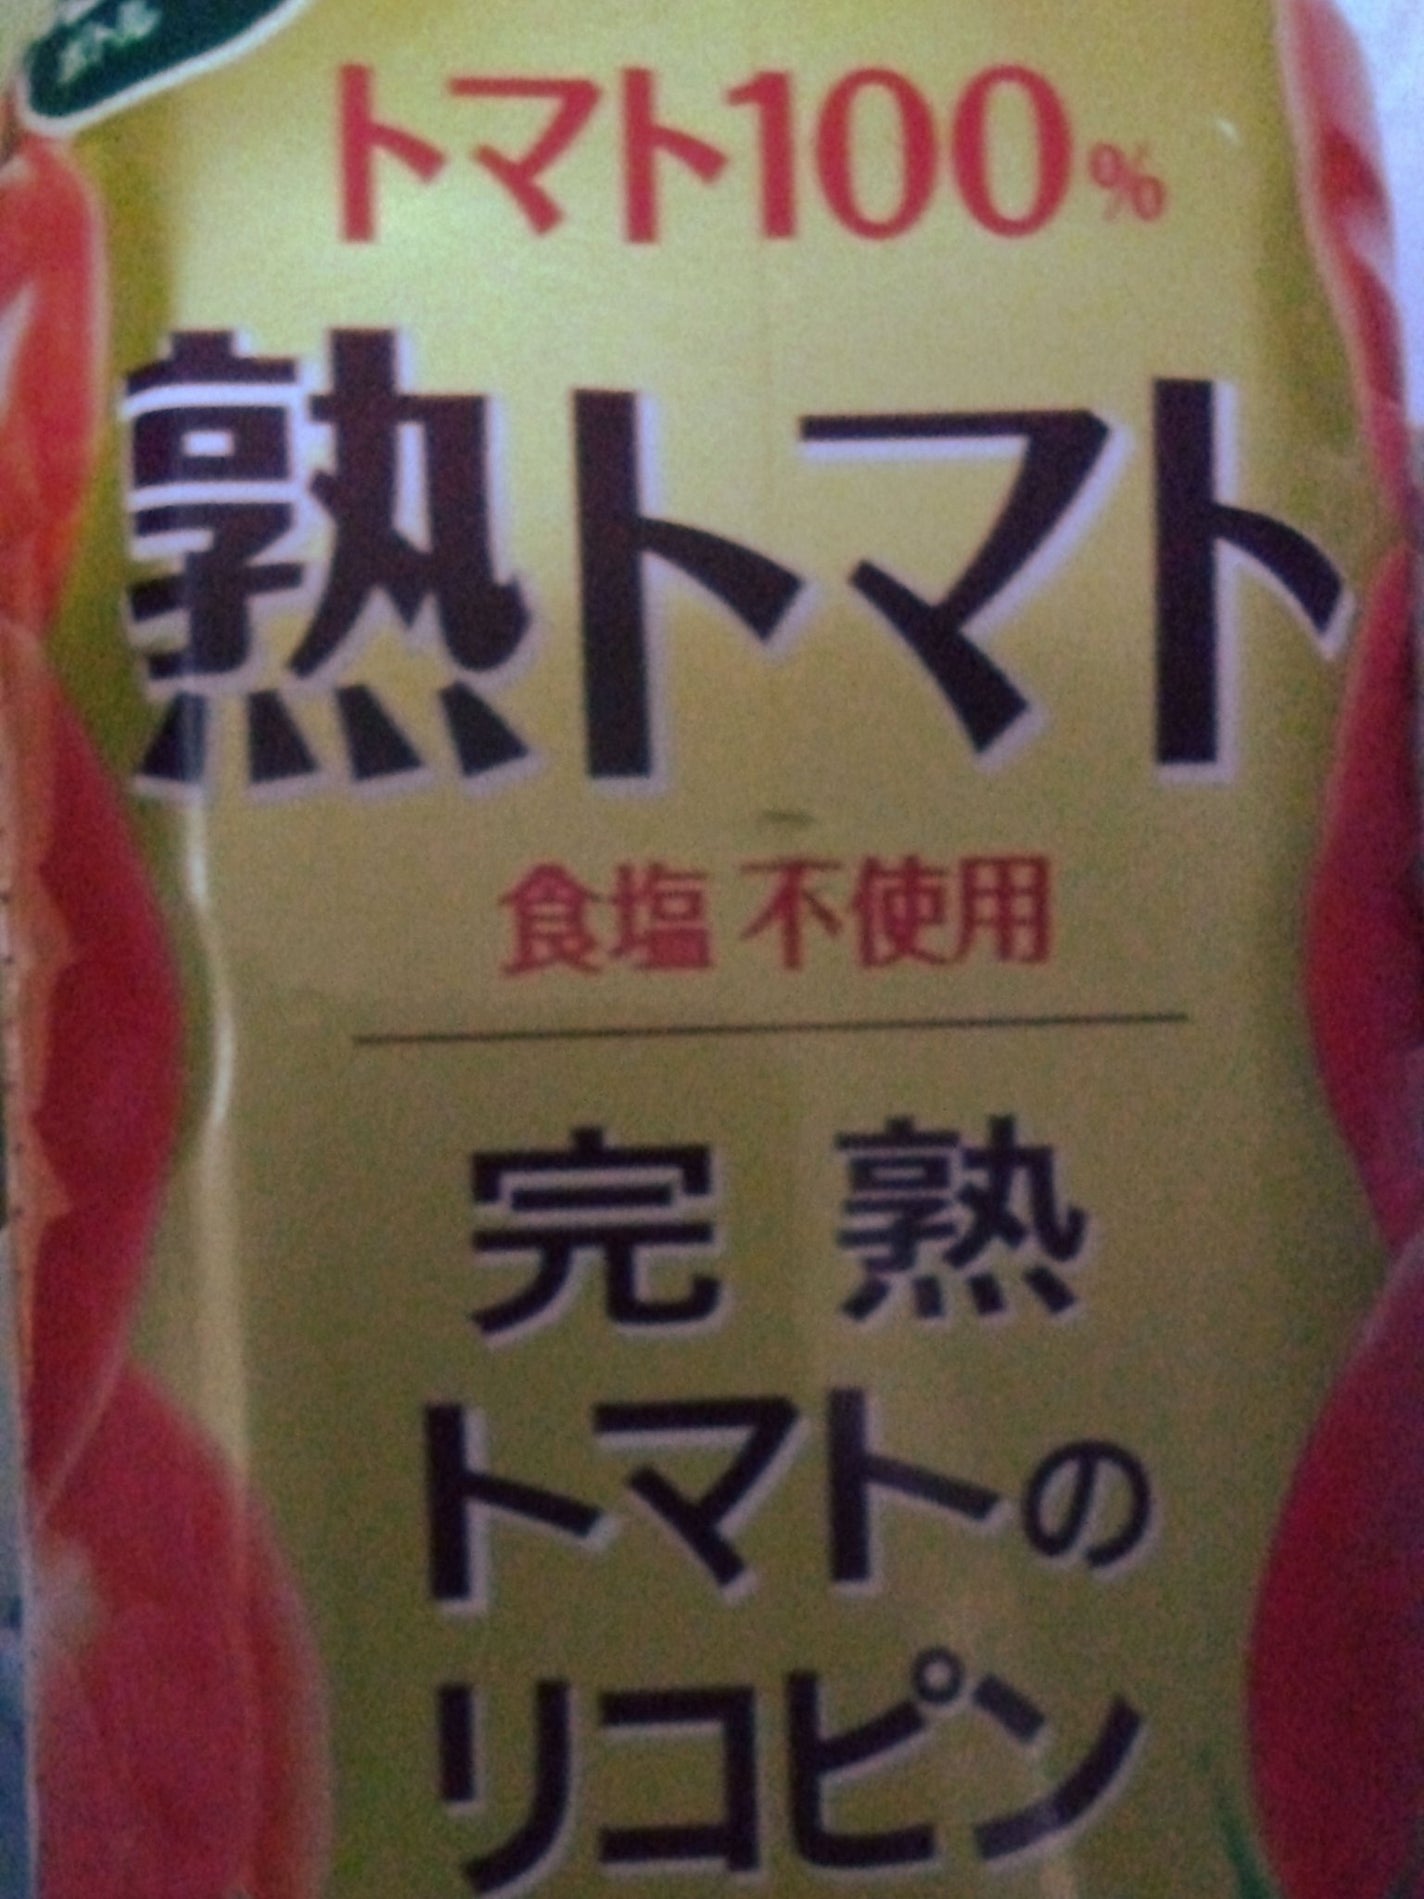 トマト100%
熟トマト
食塩不使用
完熟
トマトの
リコピン